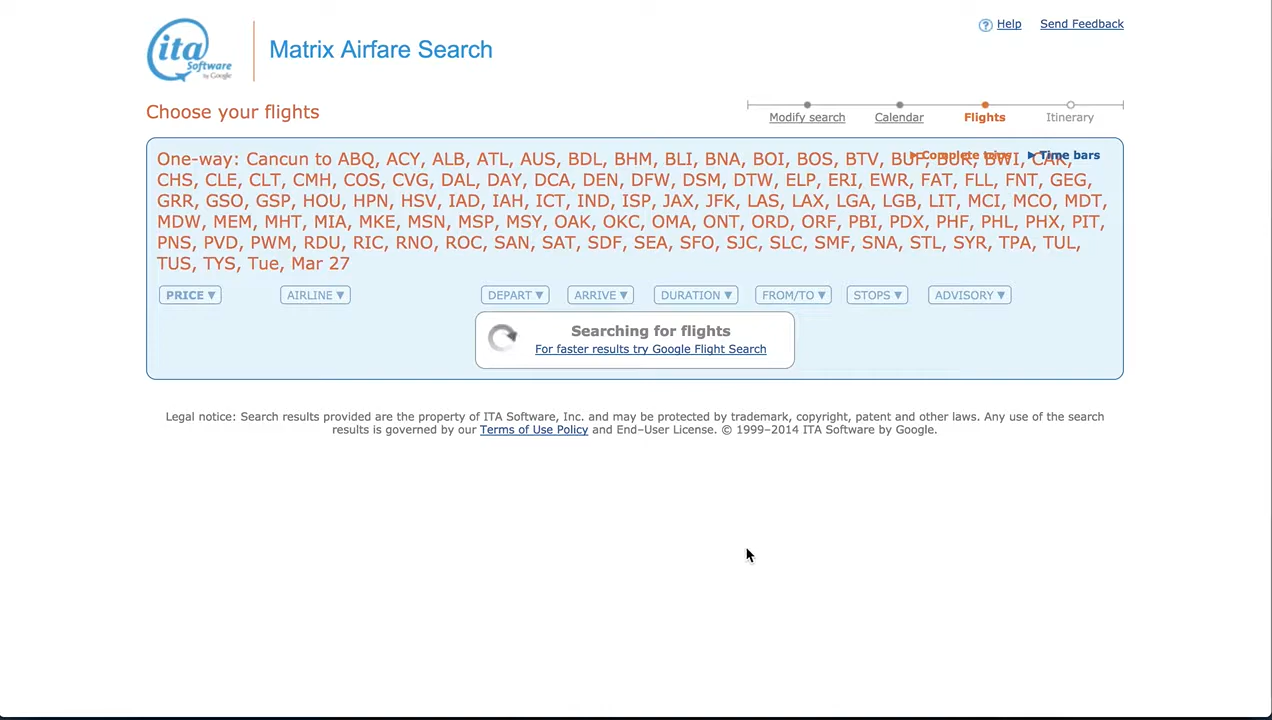 Help Send Feedback
ita
Software
by Google
Matrix Airfare Search
Choose your flights
Modify search Calendar Flights Itinerary
One-way: Cancun to ABQ, ACY, ALB, ATL, AUS, BDL, BHM, BLI, BNA, BOI, BOS, BTV, BUF, BUR, BWI, CAK,
Complete trips Time bars
CHS, CLE, CLT, CMH, COS, CVG, DAL, DAY, DCA, DEN, DFW, DSM, DTW, ELP, ERI, EWR, FAT, FLL, FNT, GEG,
GRR, GSO, GSP, HOU, HPN, HSV, IAD, IAH, ICT, IND, ISP, JAX, JFK, LAS, LAX, LGA, LGB, LIT, MCI, MCO, MDT,
MDW, MEM, MHT, MIA, MKE, MSN, MSP, MSY, OAK, OKC, OMA, ONT, ORD, ORF, PBI, PDX, PHF, PHL, PHX, PIT,
PNS, PVD, PWM, RDU, RIC, RNO, ROC, SAN, SAT, SDF, SEA, SFO, SJC, SLC, SMF, SNA, STL, SYR, TPA, TUL,
TUS, TYS, Tue, Mar 27
PRICE ▼ AIRLINE ▼ DEPART ▼ ARRIVE ▼ DURATION ▼ FROM/TO ▼ STOPS ▼ ADVISORY ▼
Searching for flights
For faster results try Google Flight Search
Legal notice: Search results provided are the property of ITA Software, Inc. and may be protected by trademark, copyright, patent and other laws. Any use of the search
results is governed by our Terms of Use Policy and End-User License. © 1999-2014 ITA Software by Google.